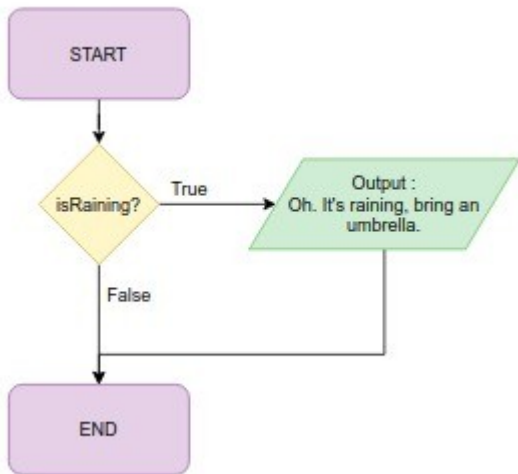 START
isRaining?
True
Output :
Oh. It's raining, bring an
umbrella.
False
END